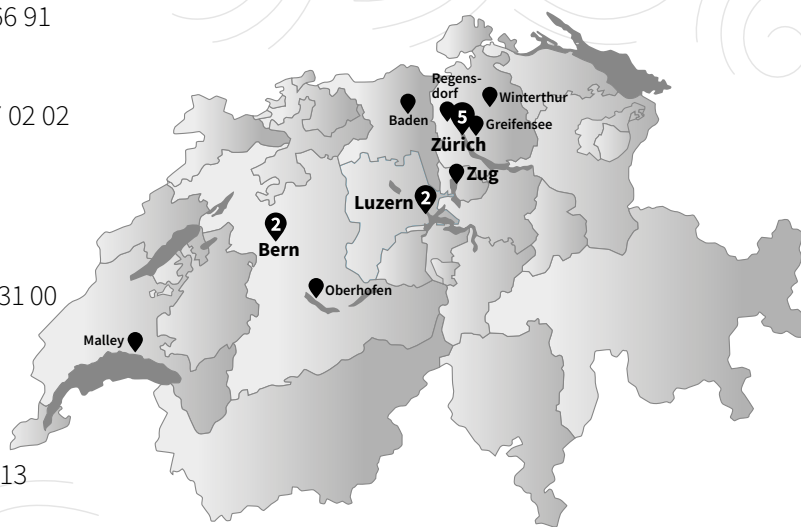 56 91
Regens-
dorf
Winterthur
02 02
Baden
5
Greifensee
Zürich
Zug
Luzern
2
2
Bern
31 00
Oberhofen
Malley
13